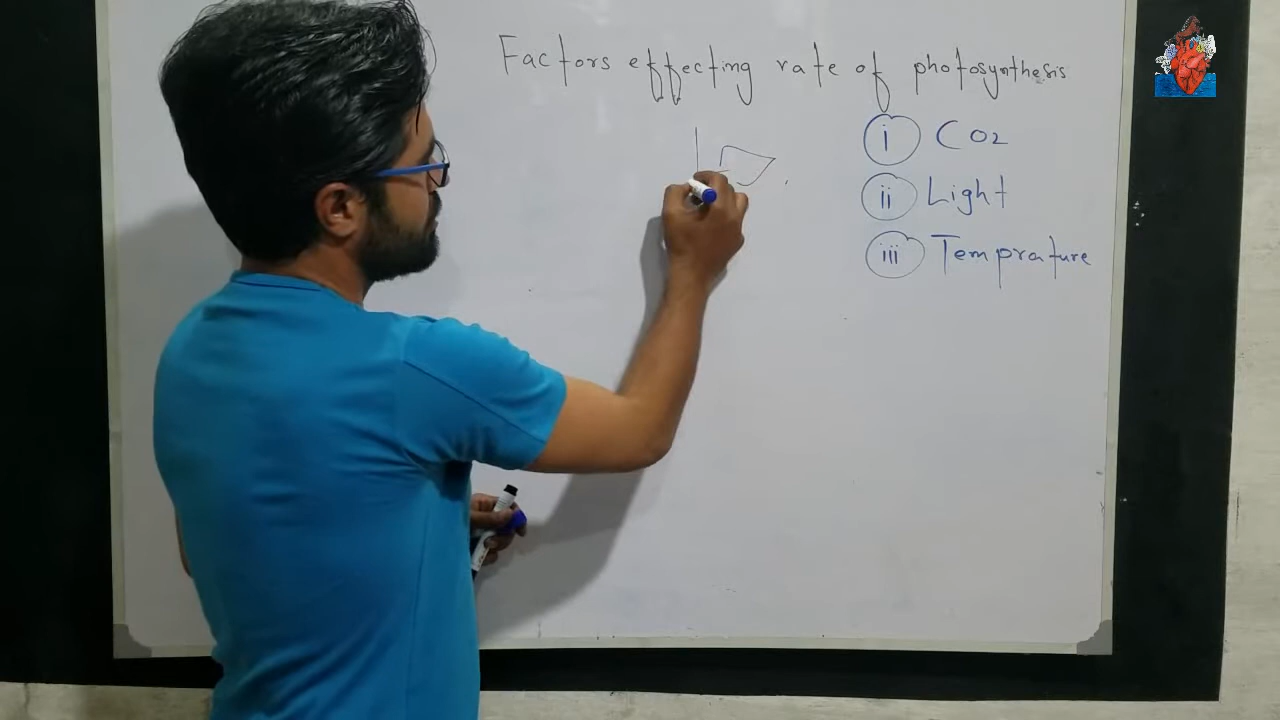 Factors effecting rate of photosynthesis
i CO2
ii Light
iii Temprature